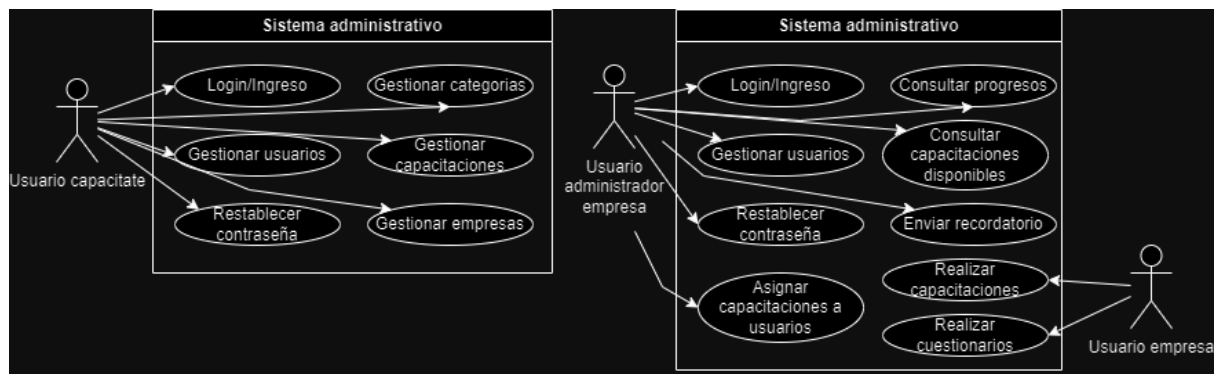 Sistema administrativo
Login/Ingreso
Gestionar categorias
Gestionar usuarios
Gestionar
capacitaciones
Restablecer
contraseña
Gestionar empresas
Usuario capacitate
Sistema administrativo
Login/Ingreso
Consultar progresos
Gestionar usuarios
Consultar
capacitaciones
disponibles
Restablecer
contraseña
Enviar recordatorio
Asignar
capacitaciones a
usuarios
Realizar
capacitaciones
Realizar
cuestionarios
Usuario
administrador
empresa
Usuario empresa